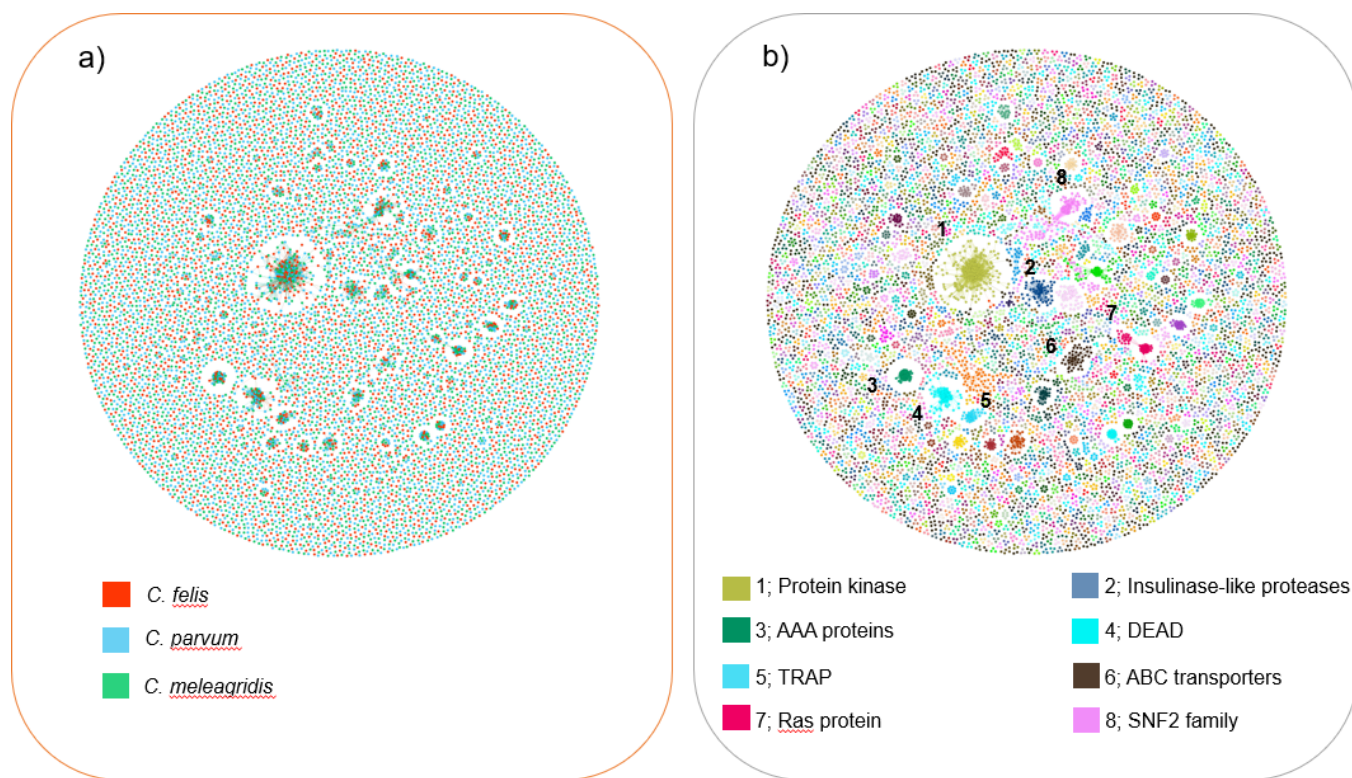 a)
C. felis
C. parvum
C. meleagridis
b)
8
1
2
7
6
3
5
4
1; Protein kinase
2; Insulinase-like proteases
3; AAA proteins
4; DEAD
5; TRAP
6; ABC transporters
7; Ras protein
8; SNF2 family